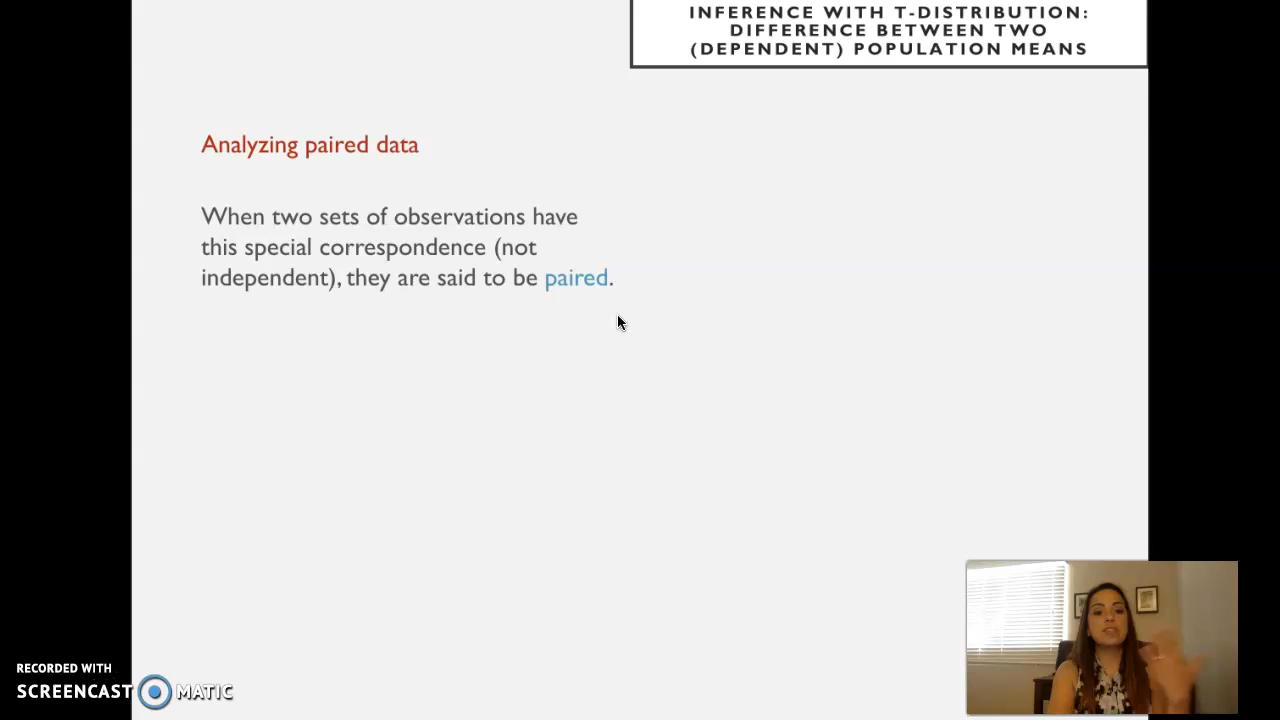 INFERENCE WITH T-DISTRIBUTION:
DIFFERENCE BETWEEN TWO
(DEPENDENT) POPULATION MEANS
Analyzing paired data
When two sets of observations have
this special correspondence (not
independent), they are said to be paired.
RECORDED WITH
SCREENCAST MATIC